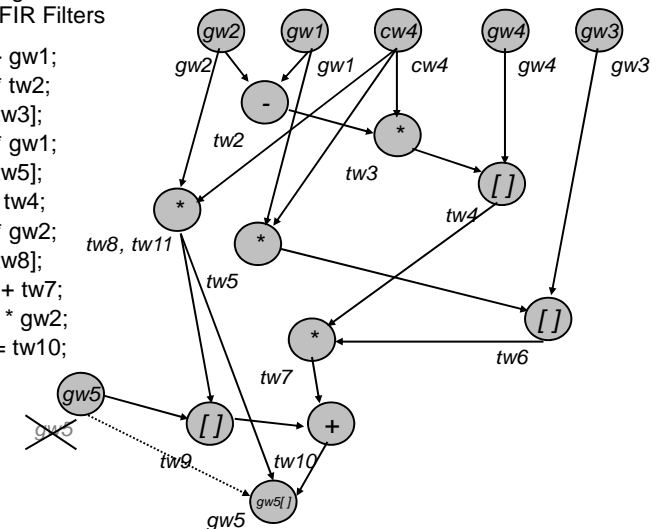 FIR Filters
gw1;
* tw2;
w3];
* gw1;
w5];
tw4;
* gw2;
w8];
+ tw7;
* gw2;
= tw10;
gw2 gw1 cw4 gw4 gw3
gw2 gw1 cw4 gw4 gw3
-
*
tw2
tw3
[ ]
*
tw4
*
tw8, tw11
tw5
[ ]
*
tw6
tw7
gw5
gw5
[ ]
+
tw9
tw10
gw5[ ]
gw5